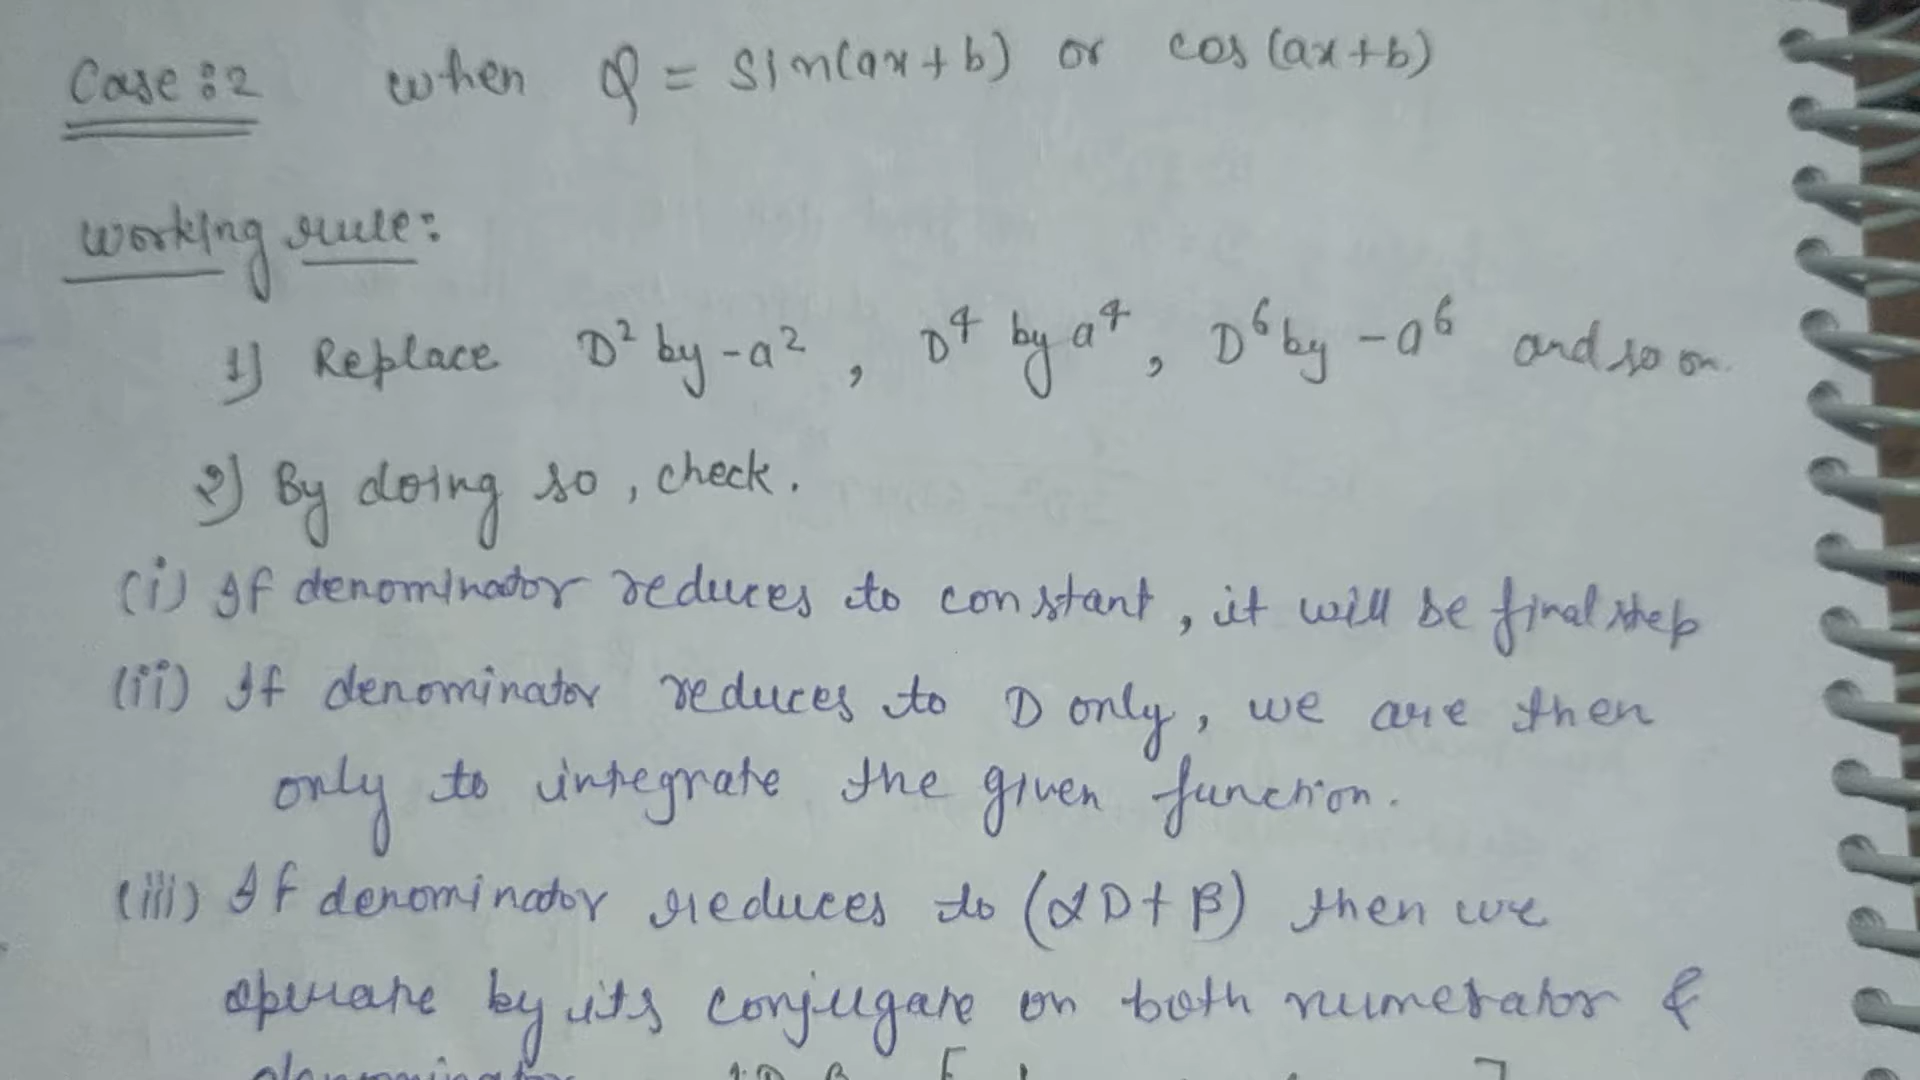 Case:2 when Q = Sin(ax+b) or cos (ax+b)
Working rule:
1) Replace D² by -a², D⁴ by a⁴, D⁶ by -a⁶ and so on.
2) By doing so, check.
(i) If denominator reduces to constant, it will be final step
(ii) If denominator reduces to D only, we are then
only to integrate the given function.
(iii) If denominator reduces to (αD+β) then we
operate by its conjugate on both numerator &
denominator